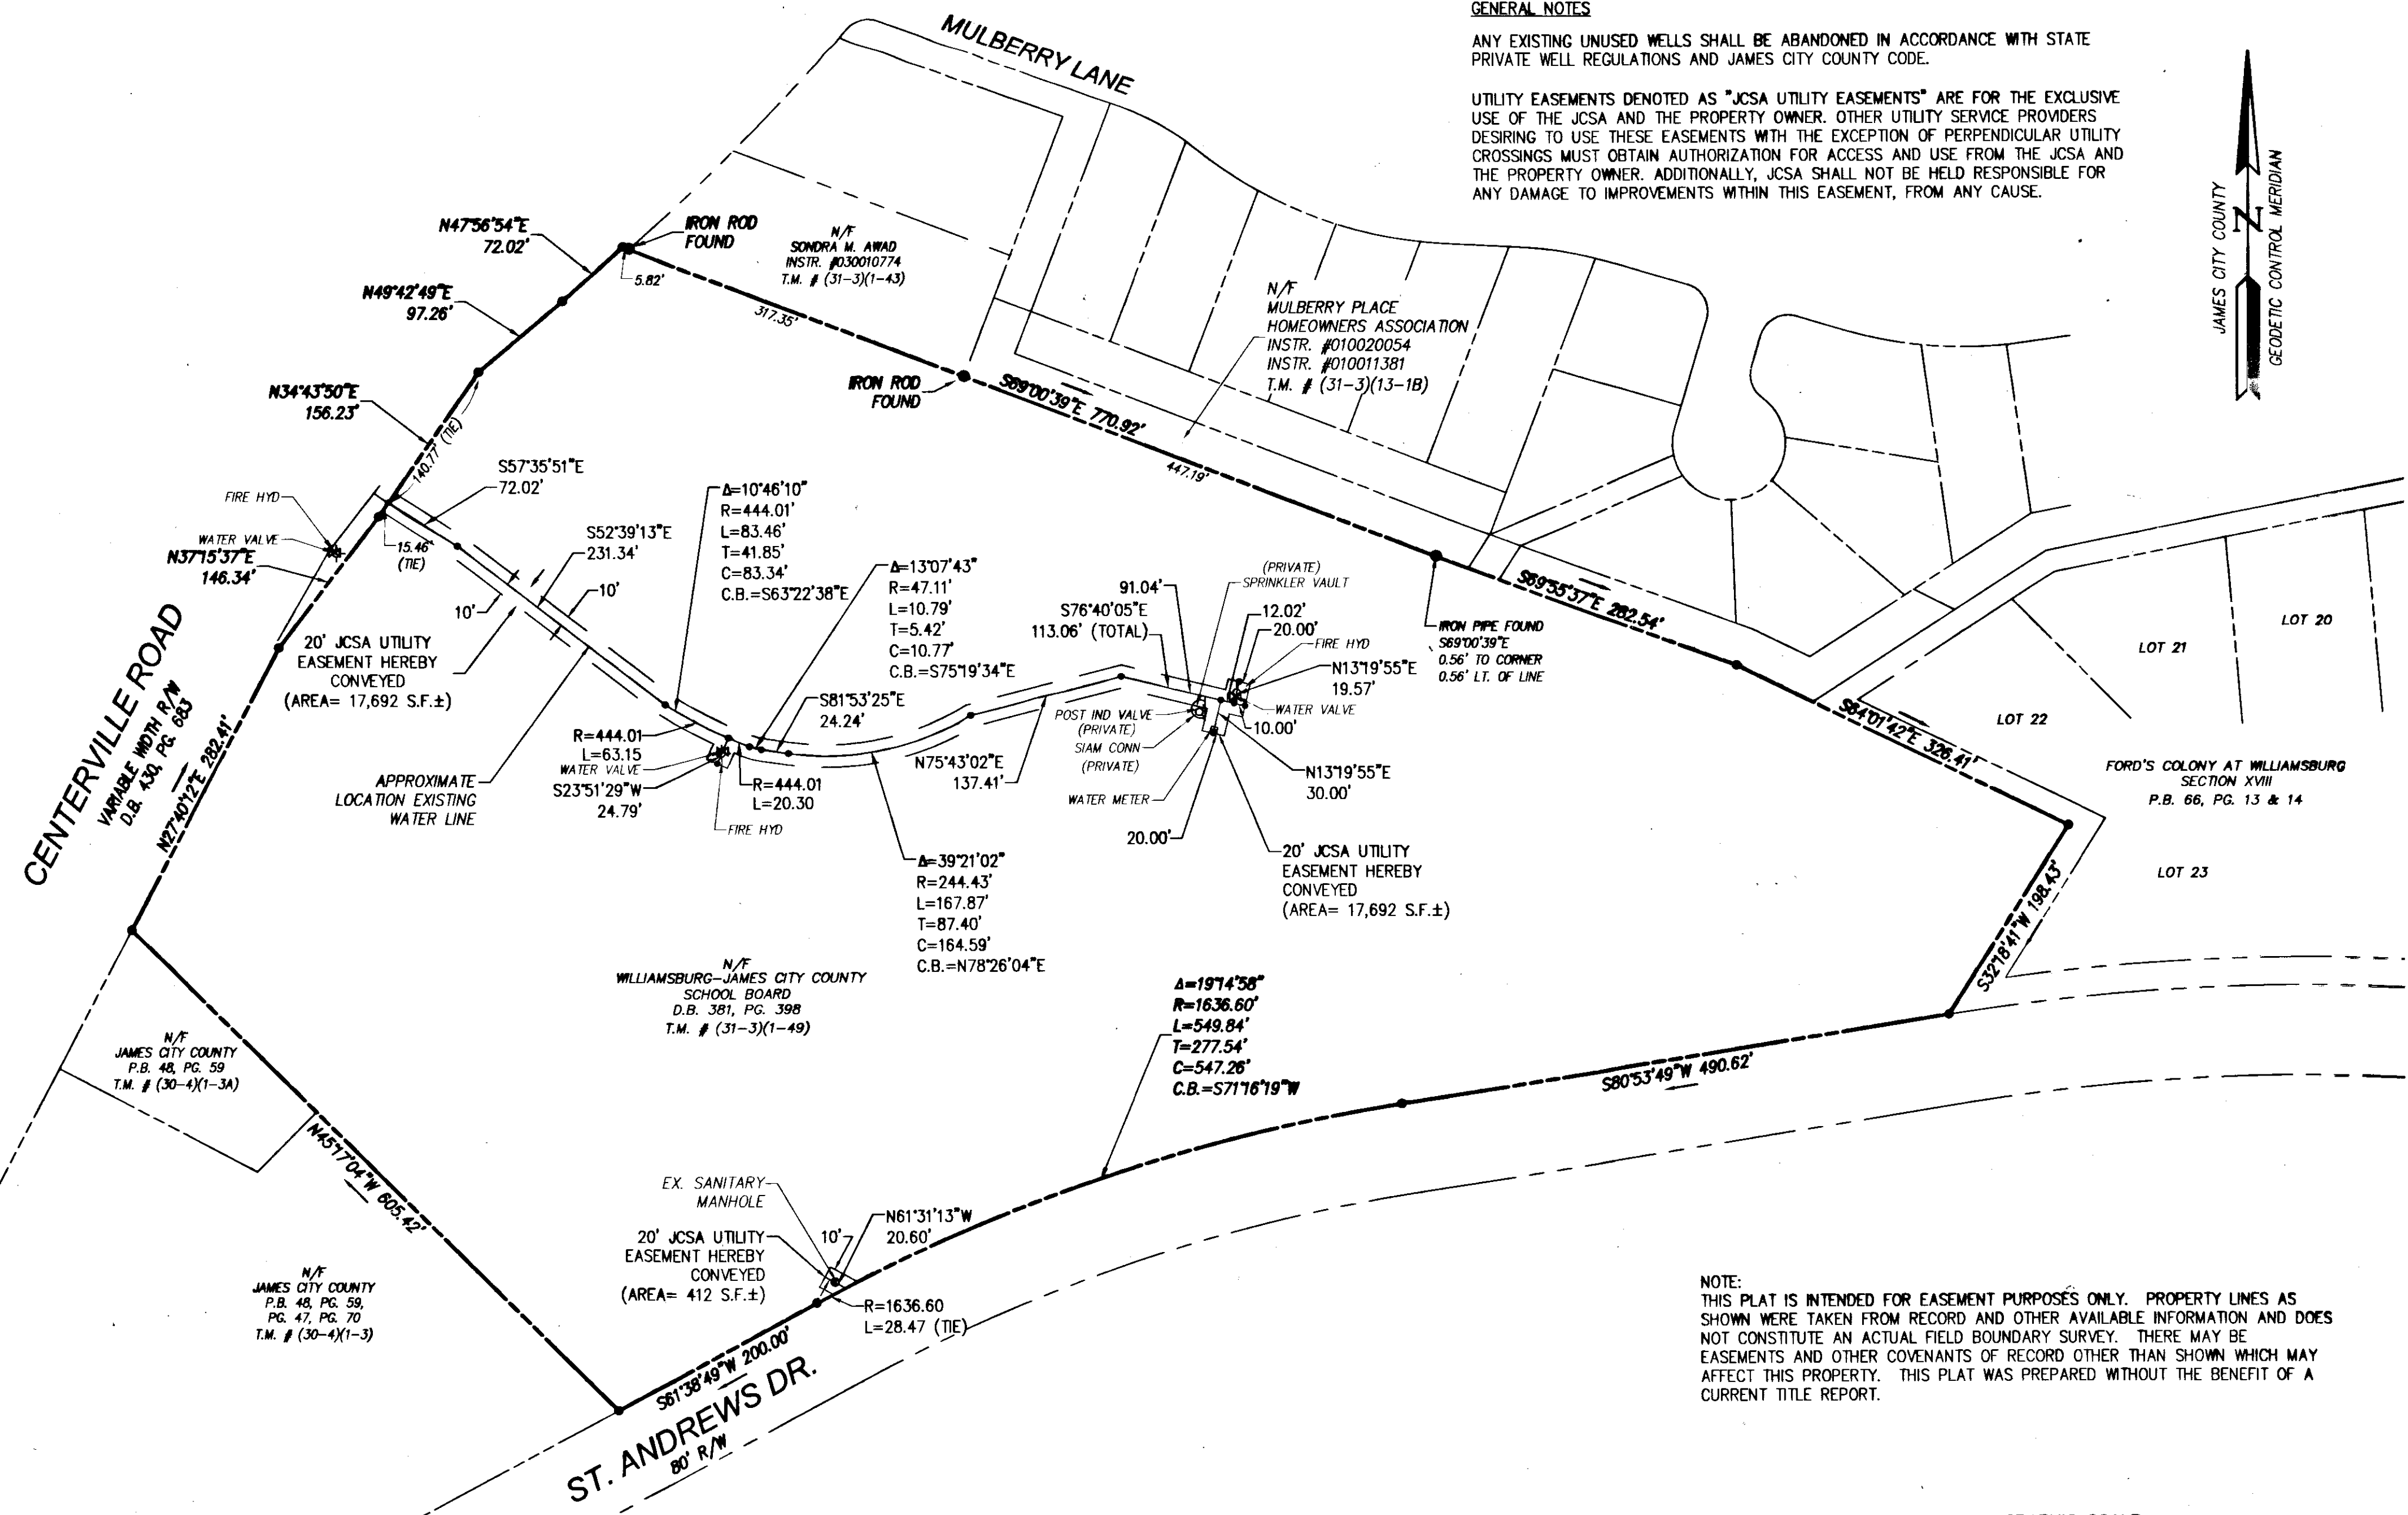 GENERAL NOTES
ANY EXISTING UNUSED WELLS SHALL BE ABANDONED IN ACCORDANCE WITH STATE
PRIVATE WELL REGULATIONS AND JAMES CITY COUNTY CODE.
UTILITY EASEMENTS DENOTED AS "JCSA UTILITY EASEMENTS" ARE FOR THE EXCLUSIVE
USE OF THE JCSA AND THE PROPERTY OWNER. OTHER UTILITY SERVICE PROVIDERS
DESIRING TO USE THESE EASEMENTS WITH THE EXCEPTION OF PERPENDICULAR UTILITY
CROSSINGS MUST OBTAIN AUTHORIZATION FOR ACCESS AND USE FROM THE JCSA AND
THE PROPERTY OWNER. ADDITIONALLY, JCSA SHALL NOT BE HELD RESPONSIBLE FOR
ANY DAMAGE TO IMPROVEMENTS WITHIN THIS EASEMENT, FROM ANY CAUSE.
JAMES CITY COUNTY
N
GEODETIC CONTROL MERIDIAN
MULBERRY LANE
N47°56'54"E
72.02'
IRON ROD
FOUND
5.82'
N/F
SONDRA M. AWAD
INSTR. #030010774
T.M. # (31-3)(1-43)
N49°42'49"E
97.26'
317.35'
N/F
MULBERRY PLACE
HOMEOWNERS ASSOCIATION
INSTR. #010020054
INSTR. #010011381
T.M. # (31-3)(13-1B)
IRON ROD
FOUND
S69°00'39"E 770.92'
447.19'
N34°43'50"E
156.23'
140.77' (TIE)
FIRE HYD
WATER VALVE
N37°15'37"E
146.34'
15.46'
(TIE)
S57°35'51"E
72.02'
S52°39'13"E
231.34'
10'
10'
20' JCSA UTILITY
EASEMENT HEREBY
CONVEYED
(AREA= 17,692 S.F.±)
Δ=10°46'10"
R=444.01'
L=83.46'
T=41.85'
C=83.34'
C.B.=S63°22'38"E
Δ=13°07'43"
R=47.11'
L=10.79'
T=5.42'
C=10.77'
C.B.=S75°19'34"E
S81°53'25"E
24.24'
91.04'
S76°40'05"E
113.06' (TOTAL)
(PRIVATE)
SPRINKLER VAULT
12.02'
20.00'
FIRE HYD
N13°19'55"E
19.57'
WATER VALVE
10.00'
POST IND VALVE
(PRIVATE)
SIAM CONN
(PRIVATE)
WATER METER
N13°19'55"E
30.00'
20.00'
20' JCSA UTILITY
EASEMENT HEREBY
CONVEYED
(AREA= 17,692 S.F.±)
IRON PIPE FOUND
S69°00'39"E
0.56' TO CORNER
0.56' LT. OF LINE
S69°55'37"E 282.54'
S64°01'42"E 326.41'
LOT 20
LOT 21
LOT 22
FORD'S COLONY AT WILLIAMSBURG
SECTION XVIII
P.B. 66, PG. 13 & 14
LOT 23
CENTERVILLE ROAD
VARIABLE WIDTH R/W
D.B. 430, PG. 683
N27°40'12"E 282.41'
APPROXIMATE
LOCATION EXISTING
WATER LINE
R=444.01
L=63.15
WATER VALVE
S23°51'29"W
24.79'
FIRE HYD
R=444.01
L=20.30
N75°43'02"E
137.41'
Δ=39°21'02"
R=244.43'
L=167.87'
T=87.40'
C=164.59'
C.B.=N78°26'04"E
S32°18'41"W 198.43'
N/F
WILLIAMSBURG-JAMES CITY COUNTY
SCHOOL BOARD
D.B. 381, PG. 398
T.M. # (31-3)(1-49)
Δ=19°14'58"
R=1636.60'
L=549.84'
T=277.54'
C=547.26'
C.B.=S71°16'19"W
S80°53'49"W 490.62'
N/F
JAMES CITY COUNTY
P.B. 48, PG. 59
T.M. # (30-4)(1-3A)
N45°17'04"W 605.42'
EX. SANITARY
MANHOLE
20' JCSA UTILITY
EASEMENT HEREBY
CONVEYED
(AREA= 412 S.F.±)
10'
N61°31'13"W
20.60'
R=1636.60
L=28.47 (TIE)
N/F
JAMES CITY COUNTY
P.B. 48, PG. 59,
PG. 47, PG. 70
T.M. # (30-4)(1-3)
S61°38'49"W 200.00'
ST. ANDREWS DR.
80' R/W
NOTE:
THIS PLAT IS INTENDED FOR EASEMENT PURPOSES ONLY. PROPERTY LINES AS
SHOWN WERE TAKEN FROM RECORD AND OTHER AVAILABLE INFORMATION AND DOES
NOT CONSTITUTE AN ACTUAL FIELD BOUNDARY SURVEY. THERE MAY BE
EASEMENTS AND OTHER COVENANTS OF RECORD OTHER THAN SHOWN WHICH MAY
AFFECT THIS PROPERTY. THIS PLAT WAS PREPARED WITHOUT THE BENEFIT OF A
CURRENT TITLE REPORT.